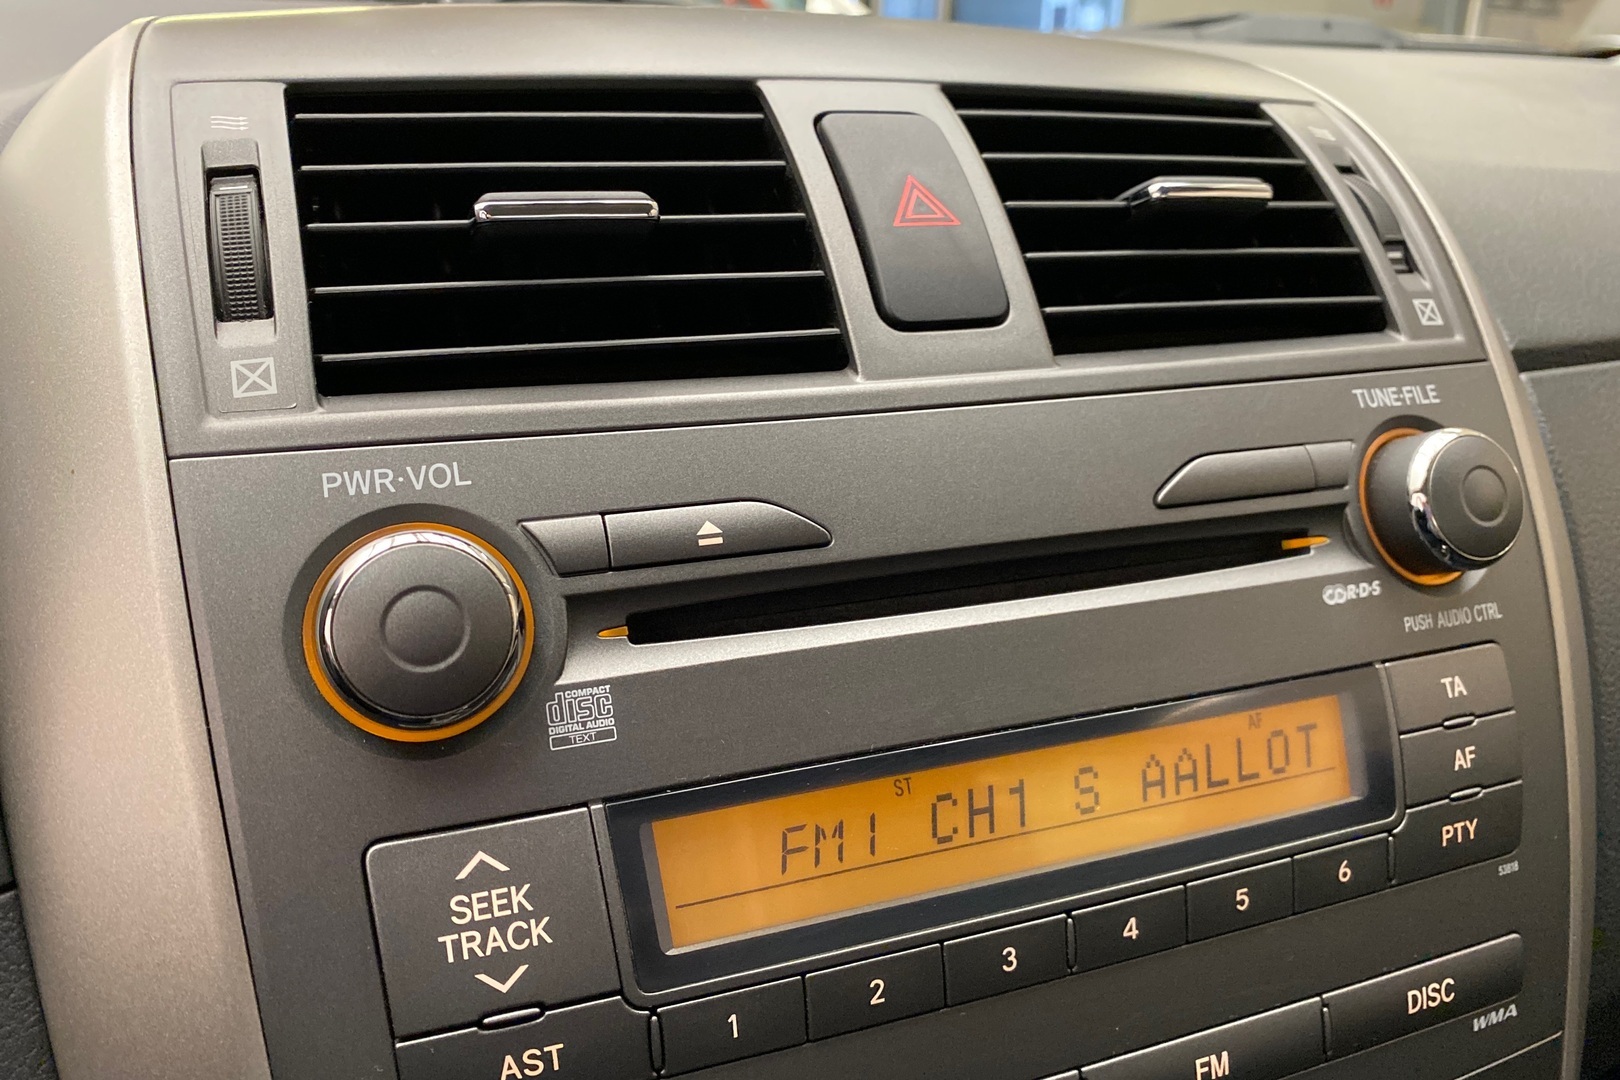 PWR·VOL
TUNE·FILE
COMPACT
disc
DIGITAL AUDIO
TEXT
R·D·S
PUSH AUDIO CTRL
ST
AF
FM1 CH1 S AALLOT
TA
AF
PTY
53818
SEEK
TRACK
1 2 3 4 5 6
AST
FM
DISC
WMA